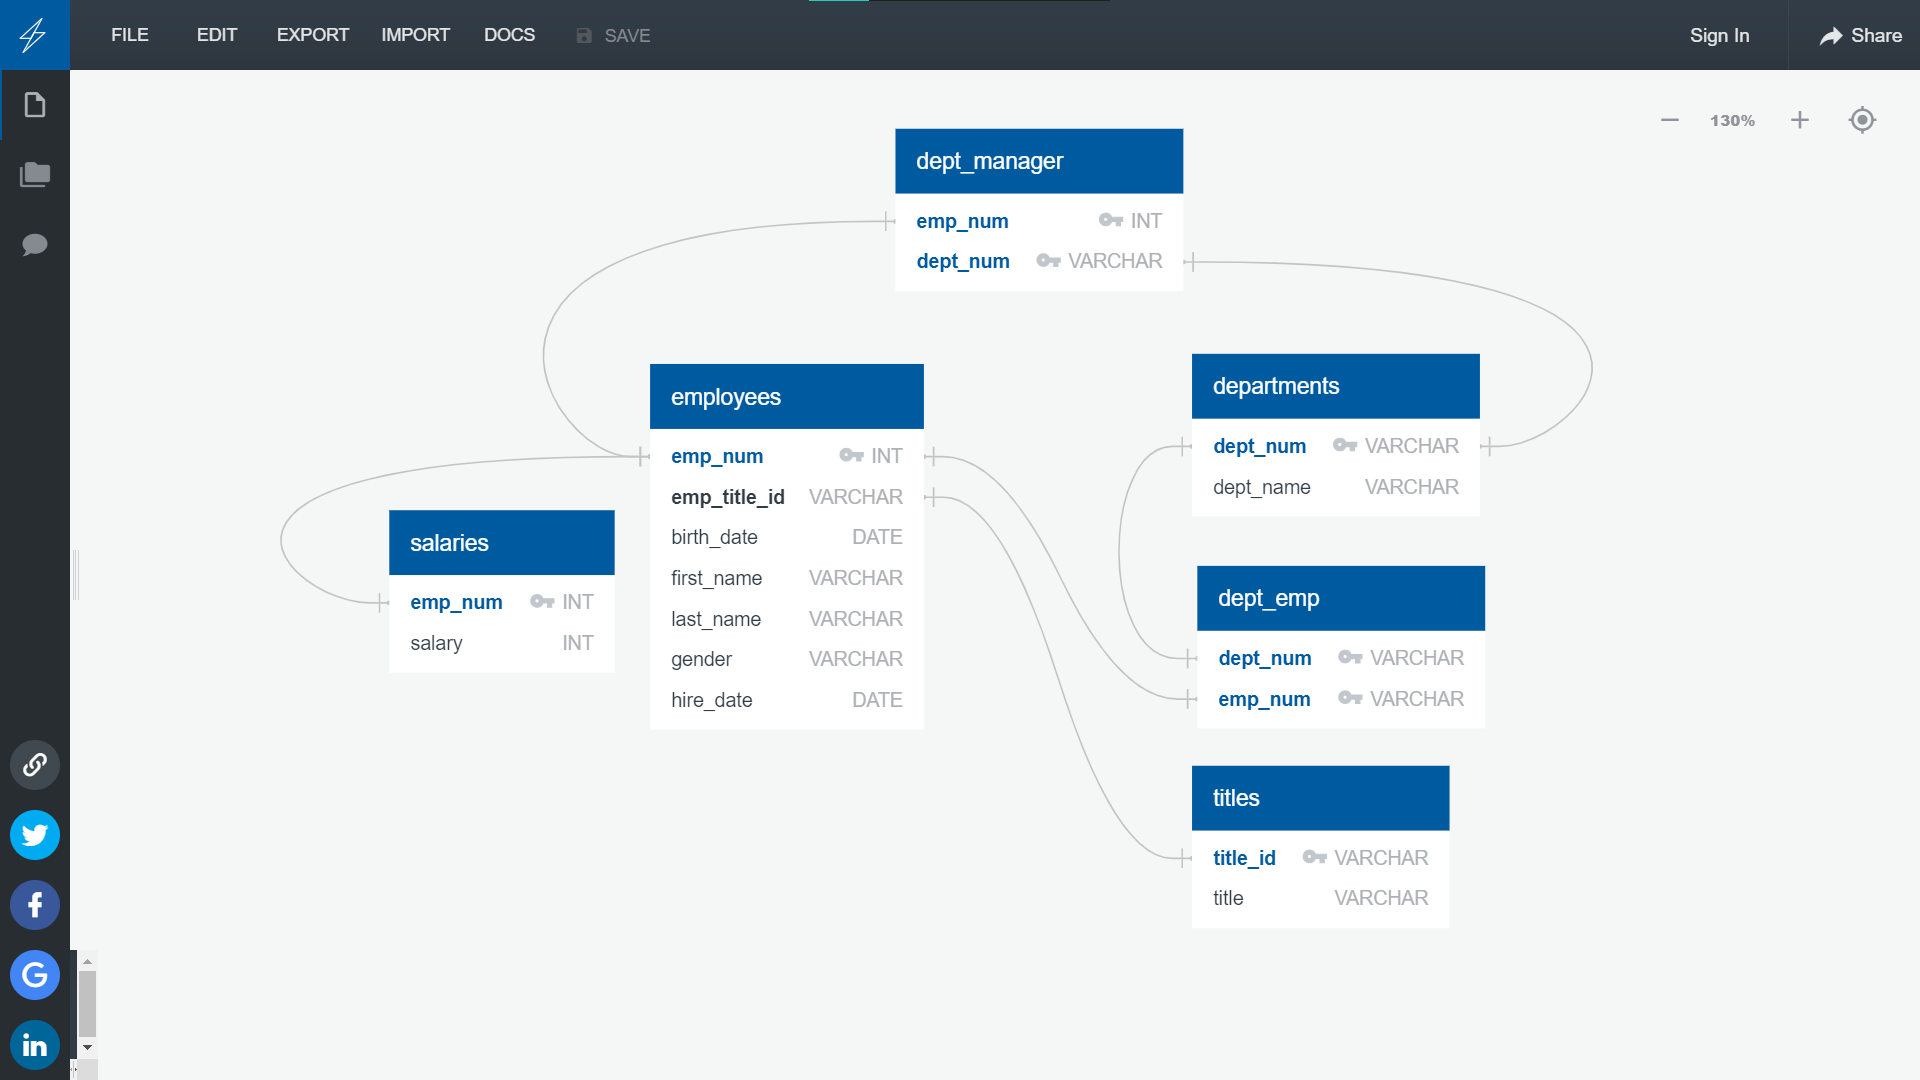 FILE EDIT EXPORT IMPORT DOCS SAVE Sign In Share
130%
dept_manager
emp_num INT
dept_num VARCHAR
employees
emp_num INT
emp_title_id VARCHAR
birth_date DATE
first_name VARCHAR
last_name VARCHAR
gender VARCHAR
hire_date DATE
departments
dept_num VARCHAR
dept_name VARCHAR
salaries
emp_num INT
salary INT
dept_emp
dept_num VARCHAR
emp_num VARCHAR
titles
title_id VARCHAR
title VARCHAR